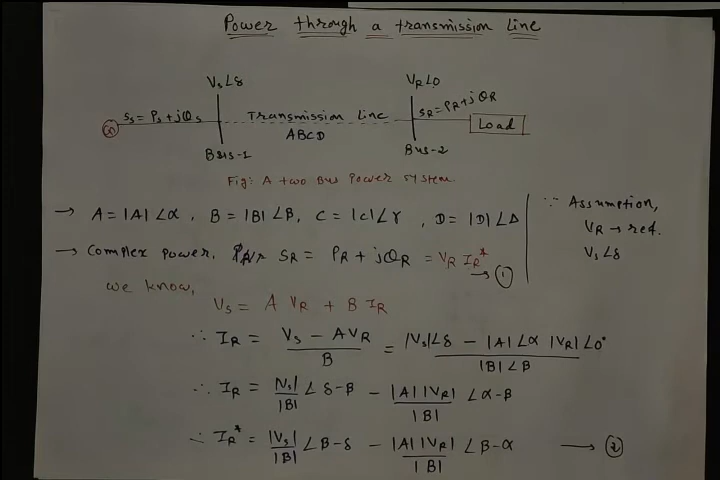 Power through a transmission Line
Vs∠δ
VR∠0
Ss = Ps + jQs
Transmission line
SR = PR + jQR
Load
ABCD
Bus-1
Bus-2
Fig: A two Bus Power system
→ A = |A|∠α, B = |B|∠β, C = |C|∠γ, D = |D|∠Δ
∵ Assumption,
VR → ref.
Vs∠δ
→ Complex power, SR = PR + jQR = VR IR* → ①
we know,
Vs = A VR + B IR
∴ IR = (Vs - AVR)/B = (|Vs|∠δ - |A|∠α |VR|∠0°)/(|B|∠β)
∴ IR = |Vs|/|B| ∠δ-β - |A||VR|/|B| ∠α-β
∴ IR* = |Vs|/|B| ∠β-δ - |A||VR|/|B| ∠β-α → ②